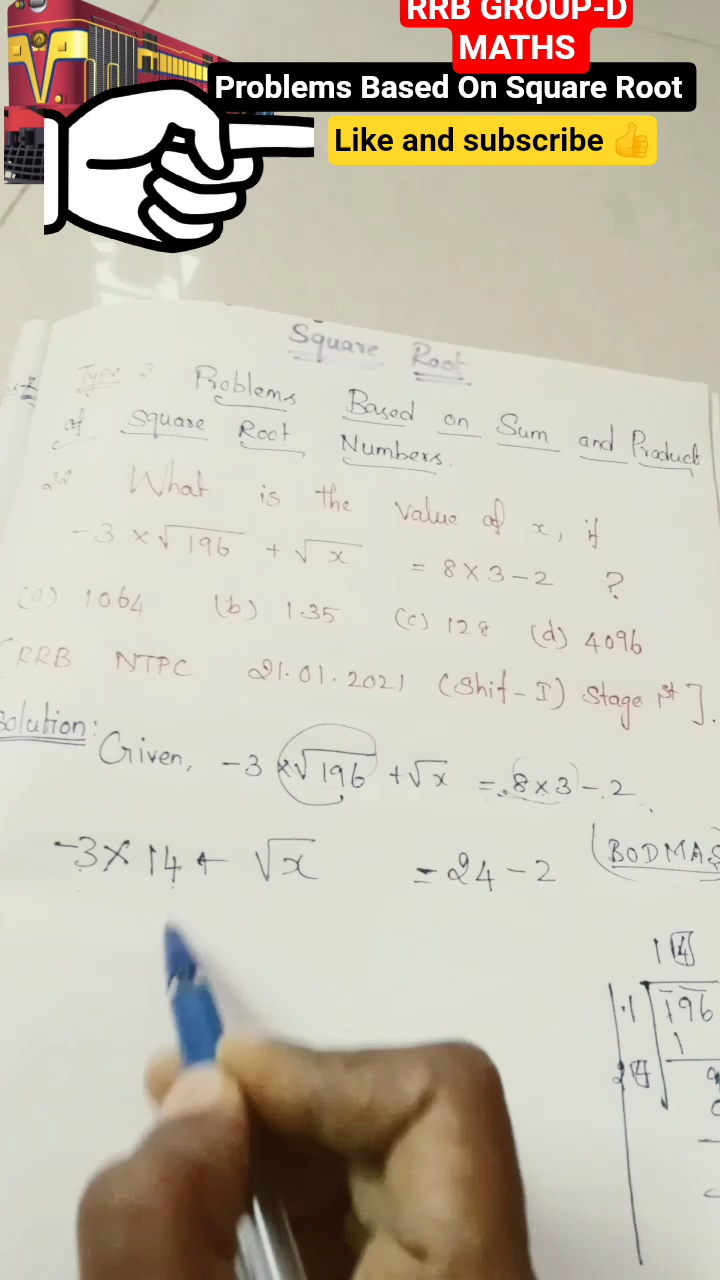 RRB GROUP-D
MATHS
Problems Based On Square Root
Like and subscribe 👍
Square Root
Type: 3 Problems Based on Sum and Product
of Square Root Numbers.
What is the value of x, if
-3 × √196 + √x = 8×3-2 ?
(a) 1064 (b) 135 (c) 128 (d) 4096
[RRB NTPC 21.01.2021 (Shif-I) Stage 1st].
Solution: Given, -3 × √196 + √x = 8×3-2
-3 × 14 + √x = 24-2 (BODMAS
14
1 √196
1
24